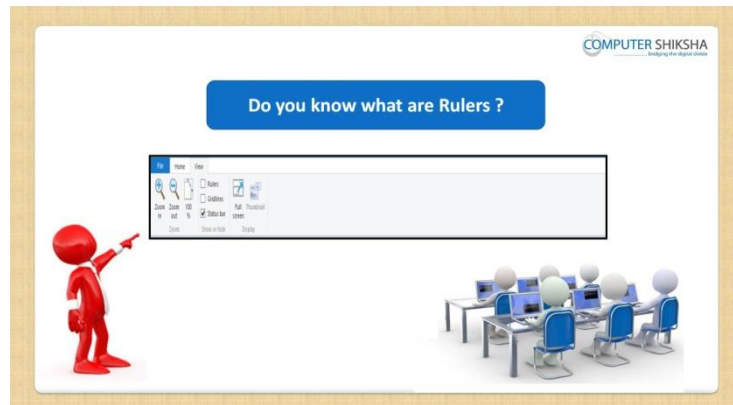 COMPUTER SHIKSHA
bridging the digital divide
Do you know what are Rulers ?
File Home View
Zoom in
Zoom out
100 %
Rulers
Gridlines
Status bar
Full screen
Thumbnail
Zoom
Show or hide
Display